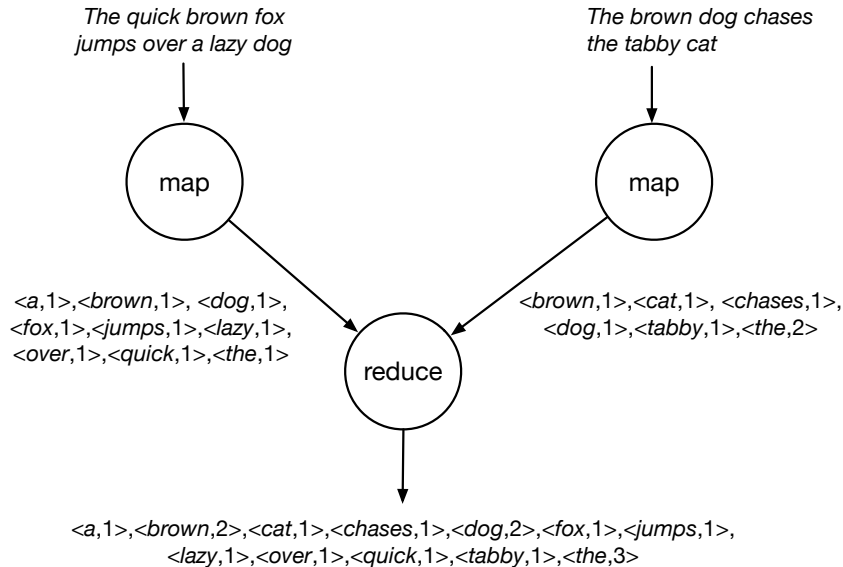 The quick brown fox
jumps over a lazy dog
The brown dog chases
the tabby cat
map
map
<a,1>,<brown,1>, <dog,1>,
<fox,1>,<jumps,1>,<lazy,1>,
<over,1>,<quick,1>,<the,1>
<brown,1>,<cat,1>, <chases,1>,
<dog,1>,<tabby,1>,<the,2>
reduce
<a,1>,<brown,2>,<cat,1>,<chases,1>,<dog,2>,<fox,1>,<jumps,1>,
<lazy,1>,<over,1>,<quick,1>,<tabby,1>,<the,3>